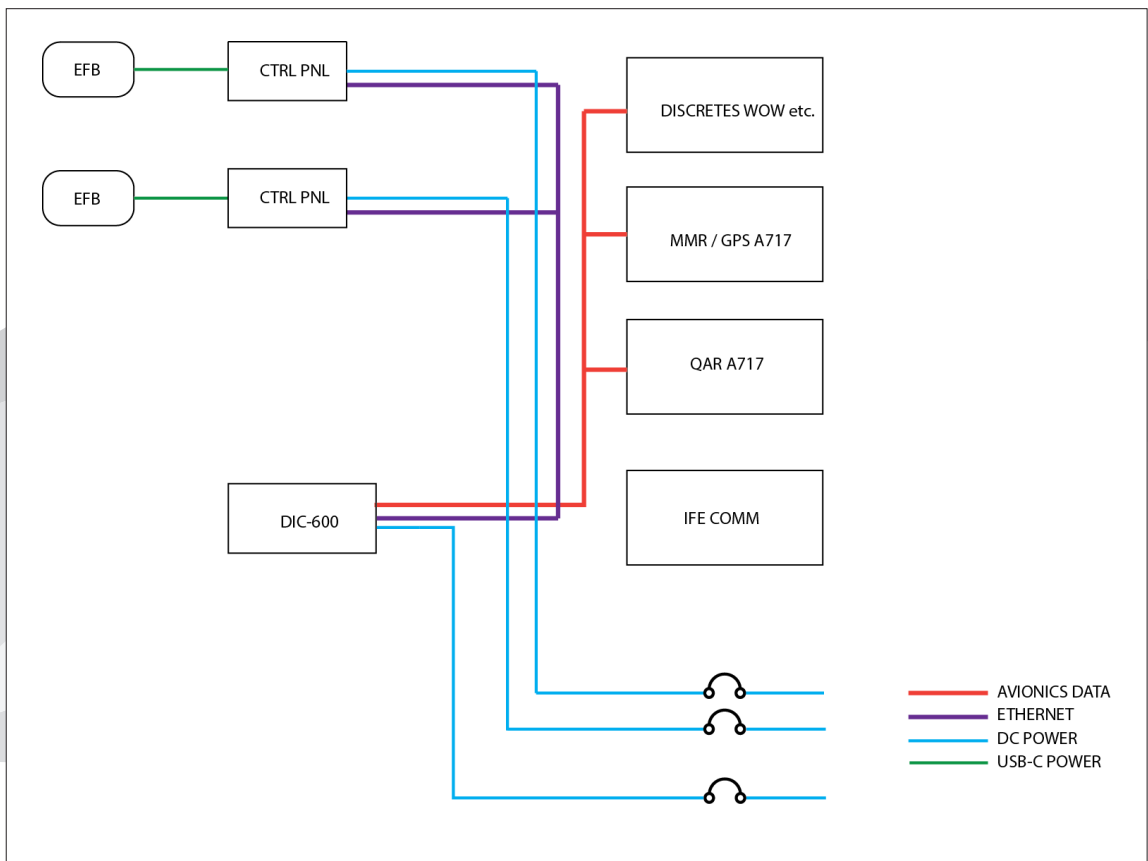 EFB
CTRL PNL
DISCRETES WOW etc.
EFB
CTRL PNL
MMR / GPS A717
QAR A717
DIC-600
IFE COMM
AVIONICS DATA
ETHERNET
DC POWER
USB-C POWER